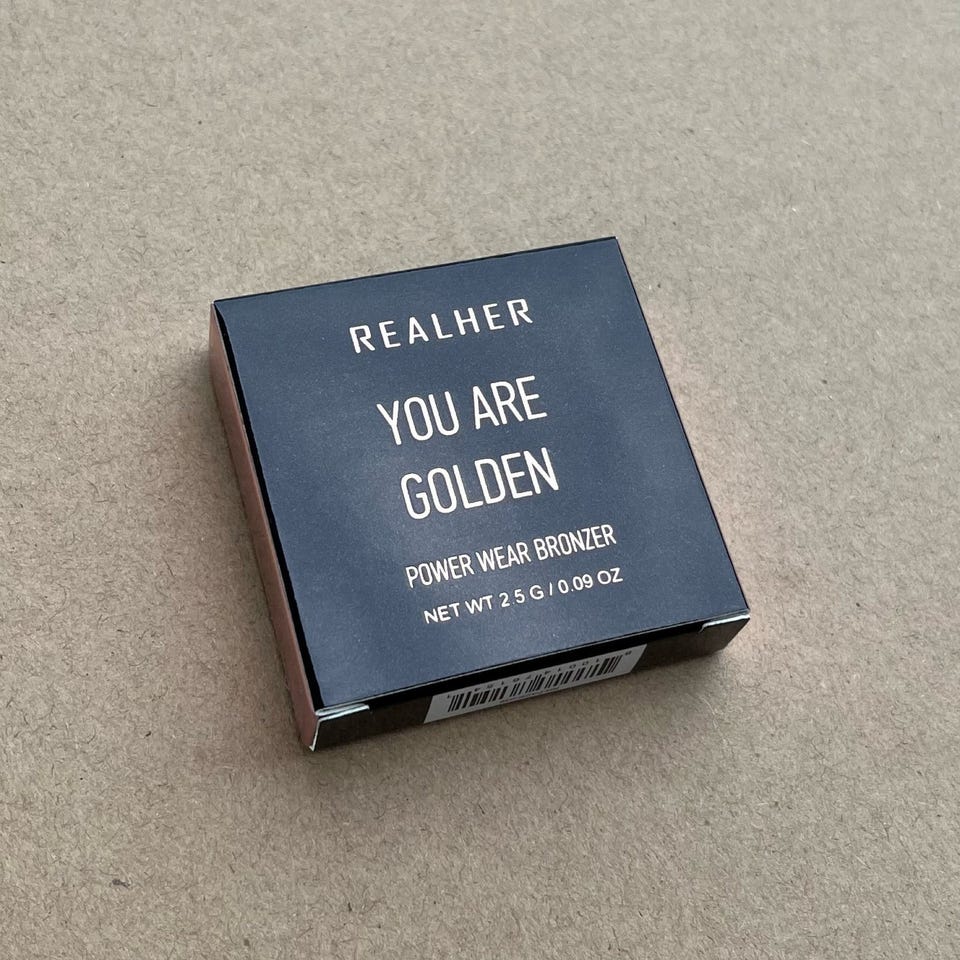 REALHER
YOU ARE
GOLDEN
POWER WEAR BRONZER
NET WT 2.5 G / 0.09 OZ